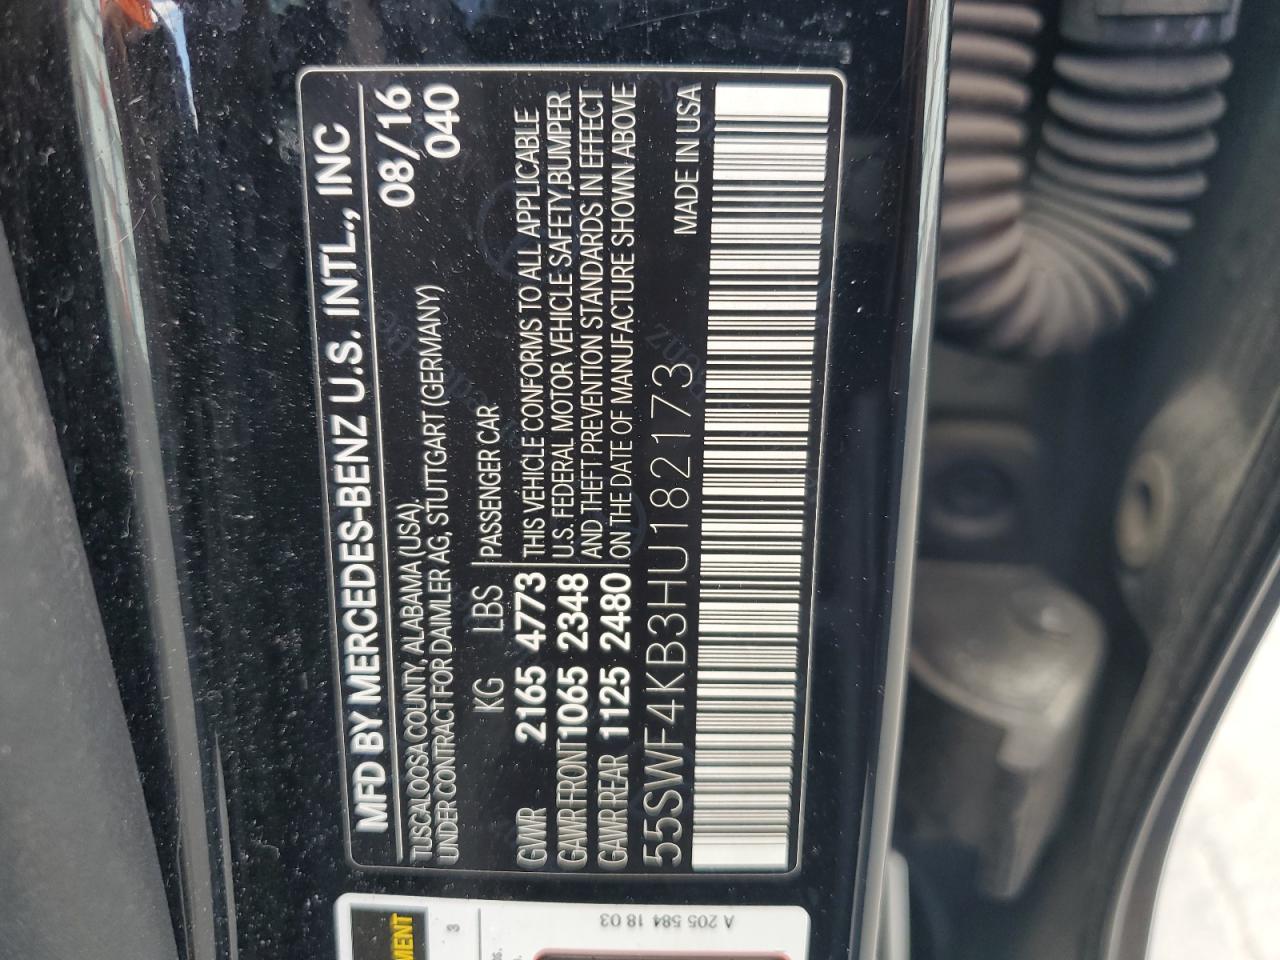 MFD BY MERCEDES-BENZ U.S. INTL., INC
TUSCALOOSA COUNTY, ALABAMA (USA).
08/16
UNDER CONTRACT FOR DAIMLER AG, STUTTGART (GERMANY)
040
KG LBS PASSENGER CAR
GVWR 2165 4773 THIS VEHICLE CONFORMS TO ALL APPLICABLE
GAWR FRONT 1065 2348 U.S. FEDERAL MOTOR VEHICLE SAFETY, BUMPER
AND THEFT PREVENTION STANDARDS IN EFFECT
GAWR REAR 1125 2480 ON THE DATE OF MANUFACTURE SHOWN ABOVE
55SWF4KB3HU182173 MADE IN USA
A 205 584 18 03
MENT
3